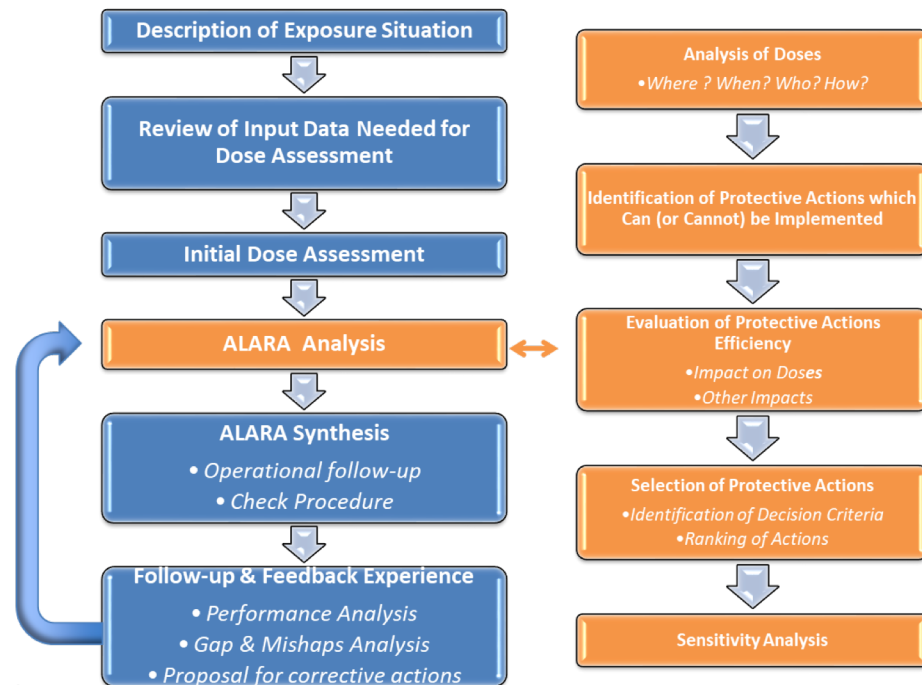 Description of Exposure Situation
Review of Input Data Needed for
Dose Assessment
Initial Dose Assessment
ALARA Analysis
ALARA Synthesis
• Operational follow-up
• Check Procedure
Follow-up & Feedback Experience
• Performance Analysis
• Gap & Mishaps Analysis
• Proposal for corrective actions
Analysis of Doses
•Where ? When? Who? How?
Identification of Protective Actions which
Can (or Cannot) be Implemented
Evaluation of Protective Actions
Efficiency
•Impact on Doses
•Other Impacts
Selection of Protective Actions
•Identification of Decision Criteria
•Ranking of Actions
Sensitivity Analysis